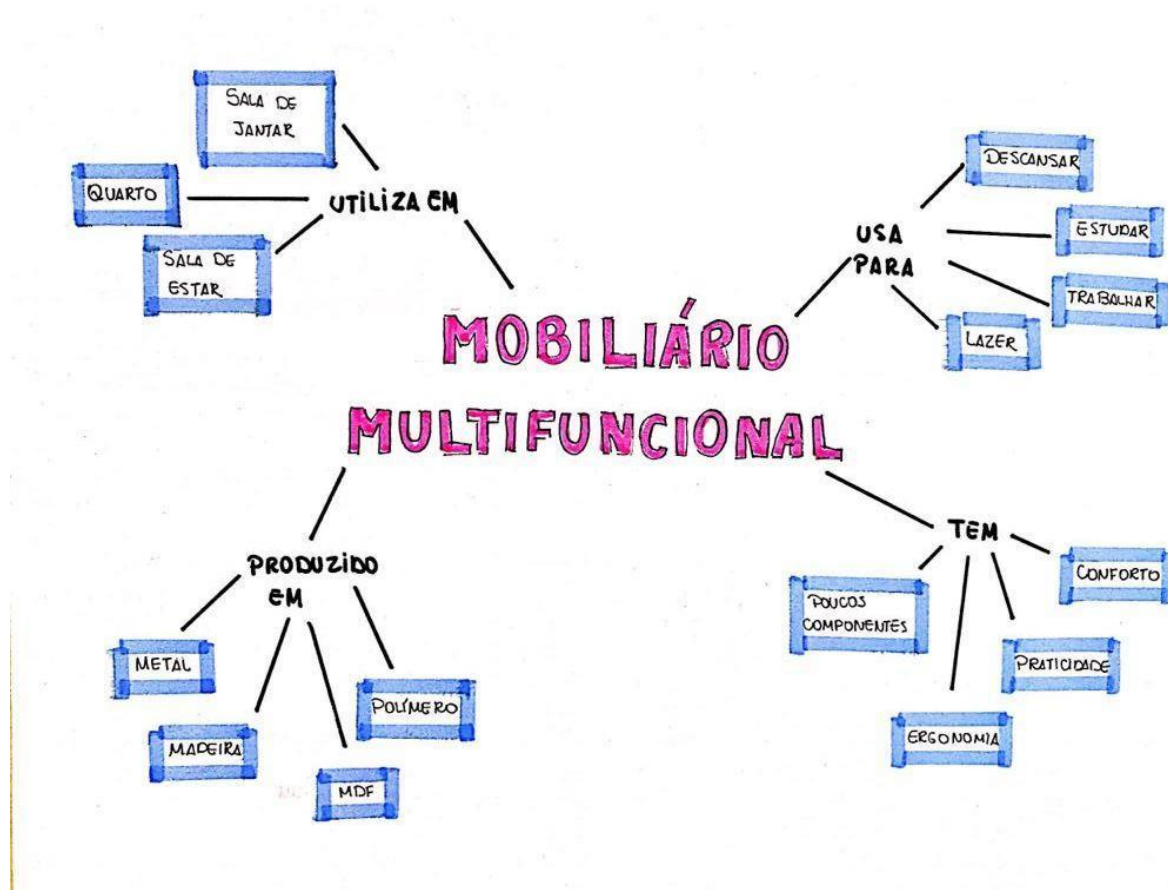 SALA DE
JANTAR
QUARTO
UTILIZA EM
SALA DE
ESTAR
DESCANSAR
USA
PARA
ESTUDAR
TRABALHAR
LAZER
MOBILIÁRIO
MULTIFUNCIONAL
PRODUZIDO
EM
METAL
MADEIRA
MDF
POLÍMERO
TEM
POUCOS
COMPONENTES
CONFORTO
PRATICIDADE
ERGONOMIA